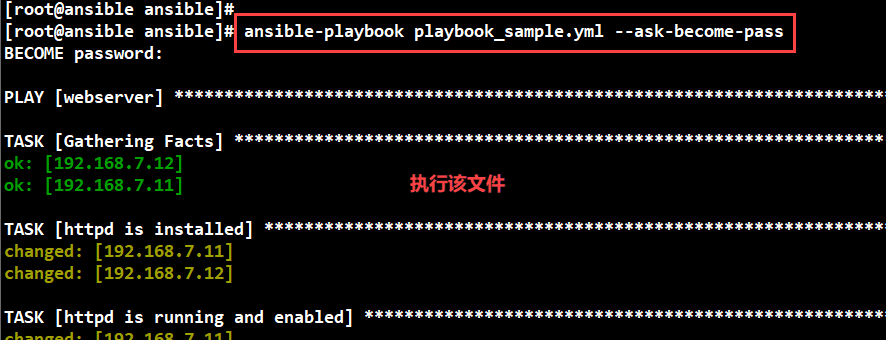 [root@ansible ansible]#
[root@ansible ansible]# ansible-playbook playbook_sample.yml --ask-become-pass
BECOME password:
PLAY [webserver] ************************************************************************
TASK [Gathering Facts] ******************************************************************
ok: [192.168.7.12]
ok: [192.168.7.11]
执行该文件
TASK [httpd is installed] ***************************************************************
changed: [192.168.7.11]
changed: [192.168.7.12]
TASK [httpd is running and enabled] *****************************************************
changed: [192.168.7.11]